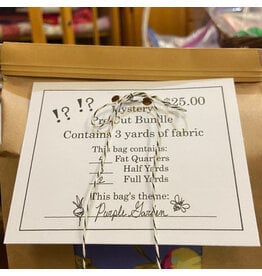 !? !? Mystery $25.00
Pre Cut Bundle
Contains 3 yards of fabric
This bag contains:
4 Fat Quarters
Half Yards
2 Full Yards
This bag's theme:
Purple Garden